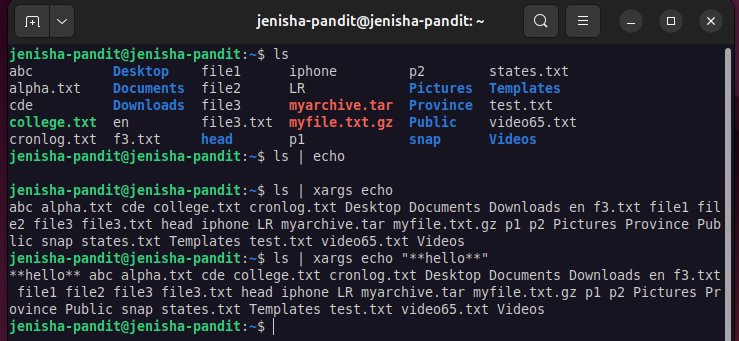 jenisha-pandit@jenisha-pandit: ~
jenisha-pandit@jenisha-pandit:~$ ls
abc Desktop file1 iphone p2 states.txt
alpha.txt Documents file2 LR Pictures Templates
cde Downloads file3 myarchive.tar Province test.txt
college.txt en file3.txt myfile.txt.gz Public video65.txt
cronlog.txt f3.txt head p1 snap Videos
jenisha-pandit@jenisha-pandit:~$ ls | echo
jenisha-pandit@jenisha-pandit:~$ ls | xargs echo
abc alpha.txt cde college.txt cronlog.txt Desktop Documents Downloads en f3.txt file1 fil
e2 file3 file3.txt head iphone LR myarchive.tar myfile.txt.gz p1 p2 Pictures Province Pub
lic snap states.txt Templates test.txt video65.txt Videos
jenisha-pandit@jenisha-pandit:~$ ls | xargs echo "**hello**"
**hello** abc alpha.txt cde college.txt cronlog.txt Desktop Documents Downloads en f3.txt
file1 file2 file3 file3.txt head iphone LR myarchive.tar myfile.txt.gz p1 p2 Pictures Pr
ovince Public snap states.txt Templates test.txt video65.txt Videos
jenisha-pandit@jenisha-pandit:~$